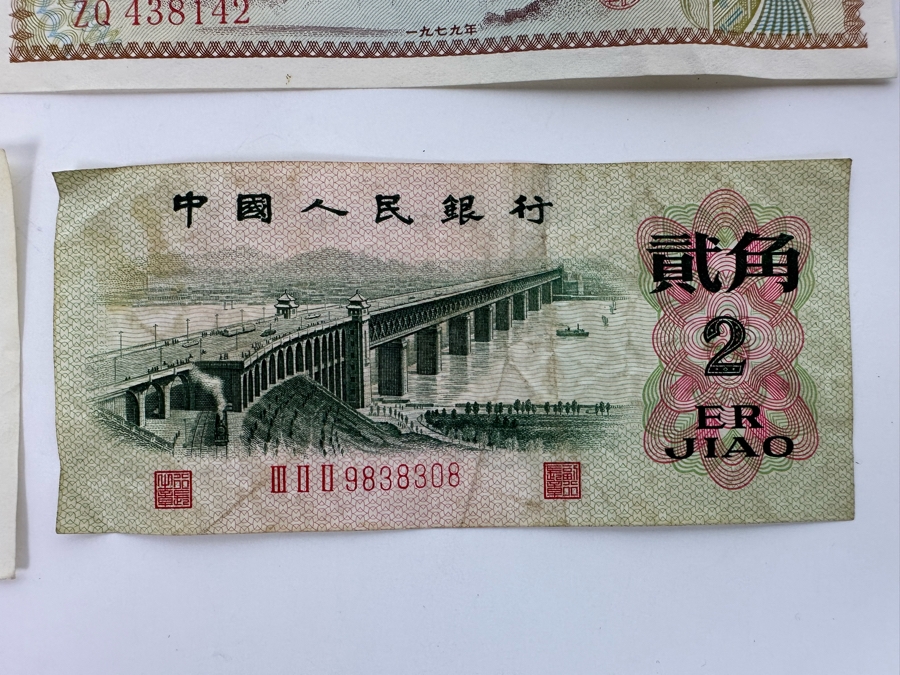 ZQ 438142
一九七九年
中國人民銀行
貳角
2
ER
JIAO
III II II 9838308